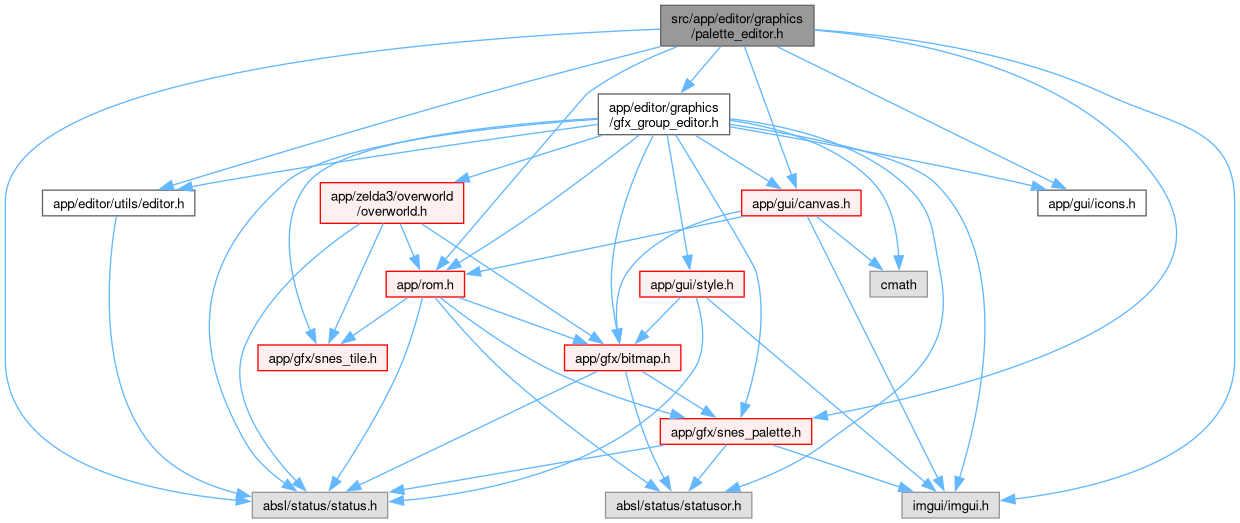 src/app/editor/graphics
/palette_editor.h
app/editor/graphics
/gfx_group_editor.h
app/editor/utils/editor.h
app/zelda3/overworld
/overworld.h
app/gui/canvas.h
app/gui/icons.h
app/rom.h
app/gui/style.h
cmath
app/gfx/snes_tile.h
app/gfx/bitmap.h
app/gfx/snes_palette.h
absl/status/status.h
absl/status/statusor.h
imgui/imgui.h